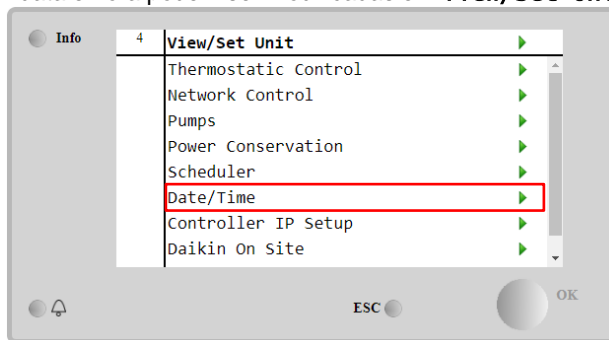 Info
4 View/Set Unit
Thermostatic Control
Network Control
Pumps
Power Conservation
Scheduler
Date/Time
Controller IP Setup
Daikin On Site
ESC
OK